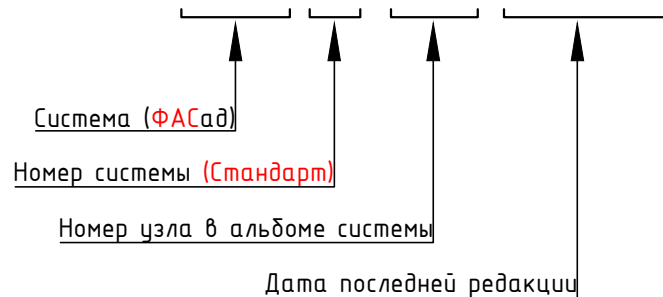 Система (ФАСад)
Номер системы (Стандарт)
Номер узла в альбоме системы
Дата последней редакции